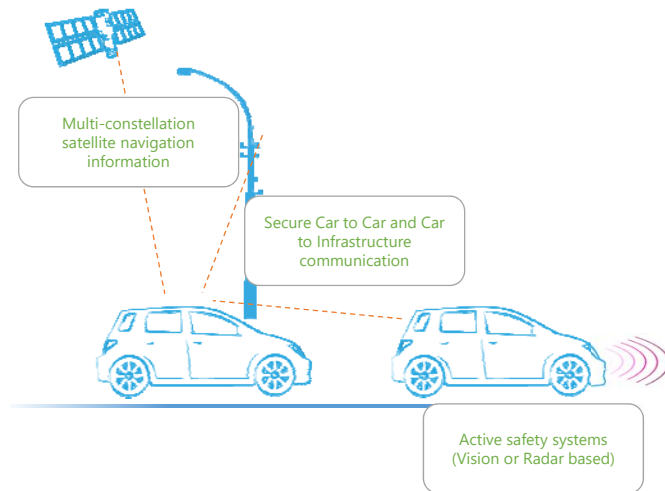 Multi-constellation
satellite navigation
information
Secure Car to Car and Car
to Infrastructure
communication
Active safety systems
(Vision or Radar based)